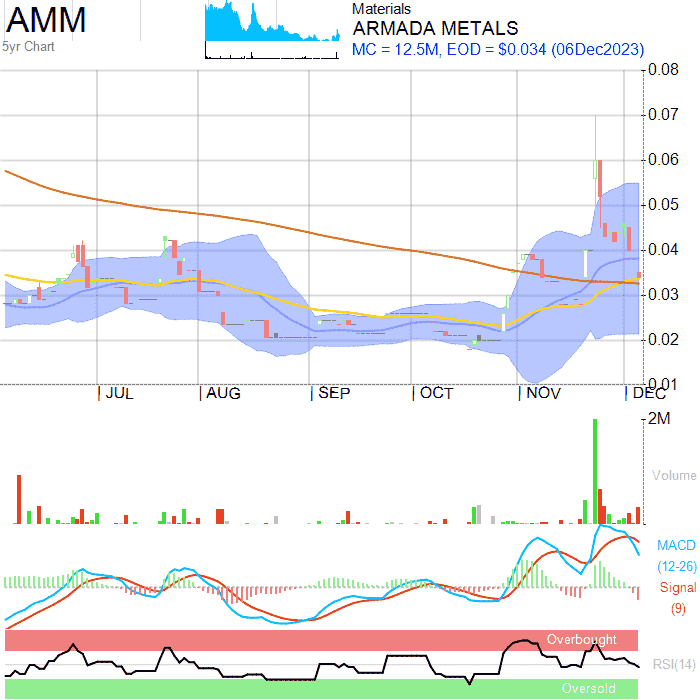 AMM
5yr Chart
Materials
ARMADA METALS
MC = 12.5M, EOD = $0.034 (06Dec2023)
0.08
0.07
0.06
0.05
0.04
0.03
0.02
0.01
JUL AUG SEP OCT NOV DEC
2M
Volume
MACD
(12-26)
Signal
(9)
Overbought
RSI(14)
Oversold